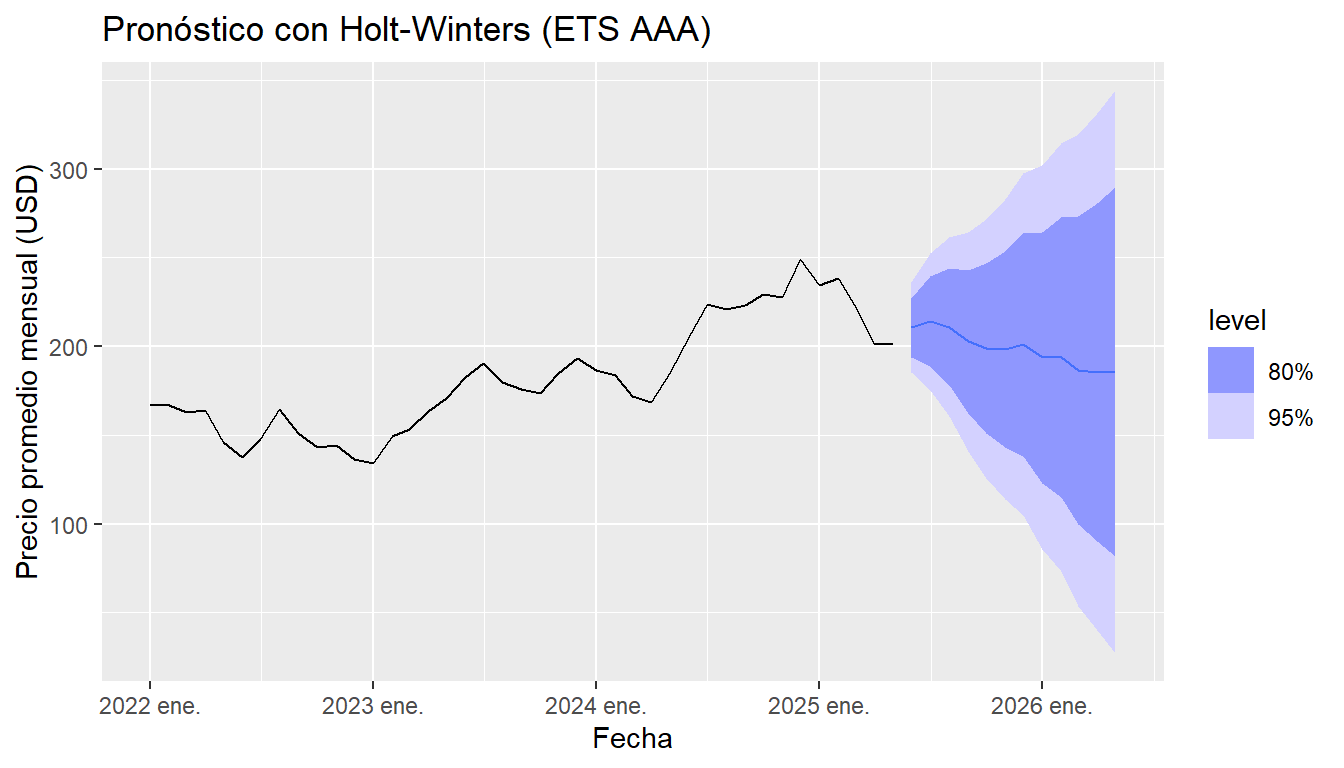 Pronóstico con Holt-Winters (ETS AAA)
Precio promedio mensual (USD)
300
200
100
2022 ene.
2023 ene.
2024 ene.
2025 ene.
2026 ene.
Fecha
level
80%
95%